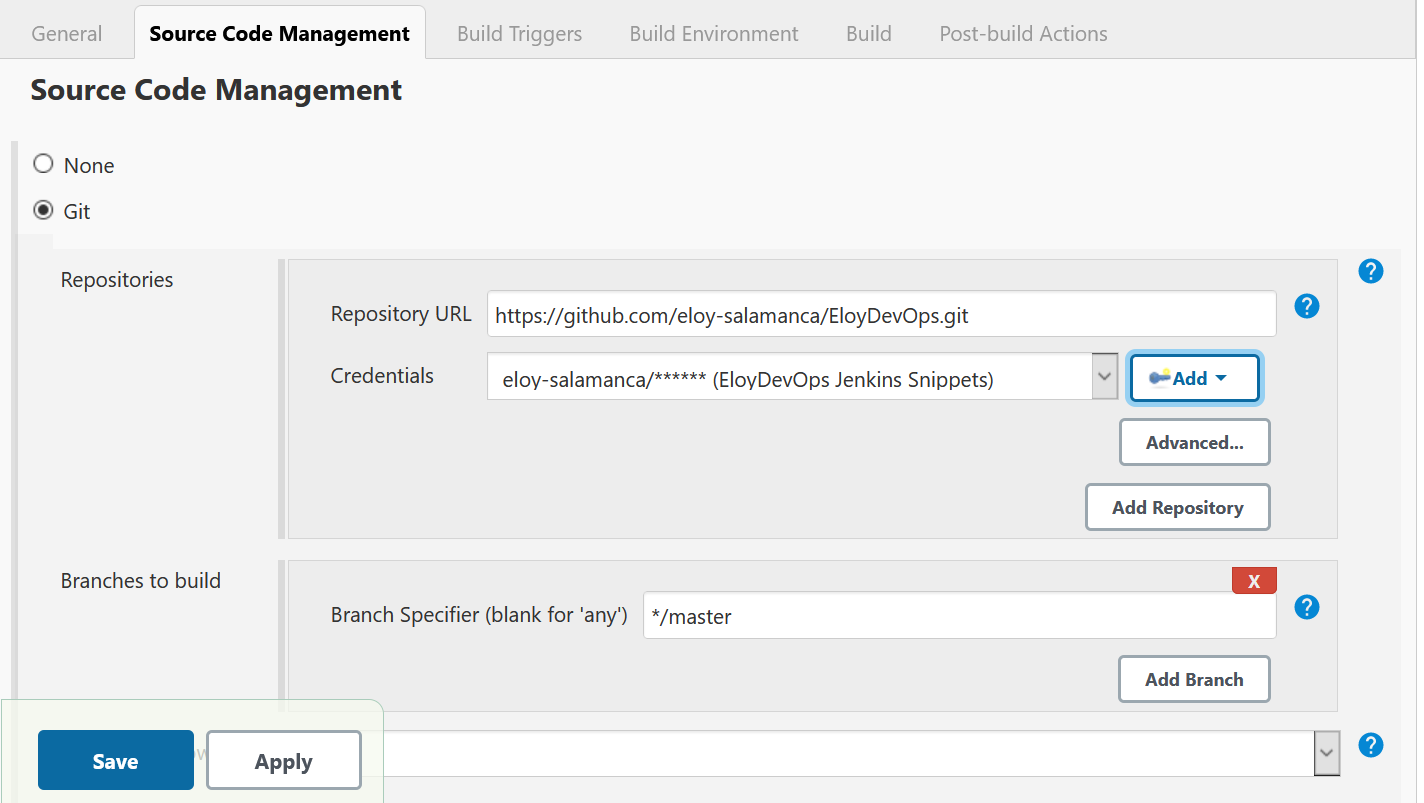 General Source Code Management Build Triggers Build Environment Build Post-build Actions
Source Code Management
None
Git
Repositories
?
Repository URL https://github.com/eloy-salamanca/EloyDevOps.git ?
Credentials eloy-salamanca/****** (EloyDevOps Jenkins Snippets) Add
Advanced...
Add Repository
Branches to build
X
Branch Specifier (blank for 'any') */master ?
Add Branch
?
Save Apply